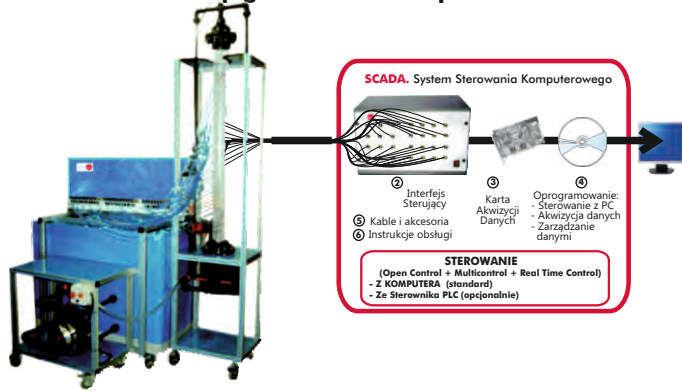 SCADA. System Sterowania Komputerowego
②
Interfejs
Sterujący
③
Karta
Akwizycji
Danych
④
Oprogramowanie:
- Sterowanie z PC
- Akwizycja danych
- Zarządzanie
danymi
⑤ Kable i akcesoria
⑥ Instrukcje obsługi
STEROWANIE
(Open Control + Multicontrol + Real Time Control)
- Z KOMPUTERA (standard)
- Ze Sterownika PLC (opcjonalnie)